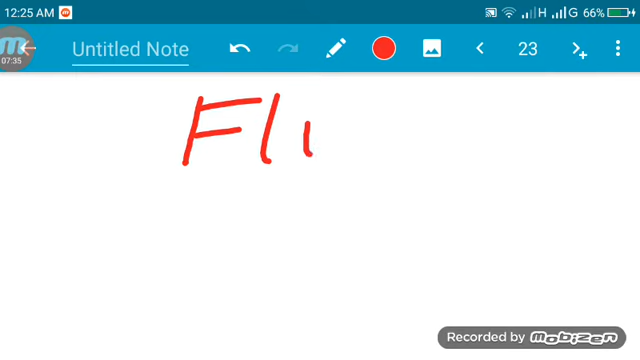 12:25 AM H G 66%
07:35 Untitled Note 23
Fl
Recorded by mobizen